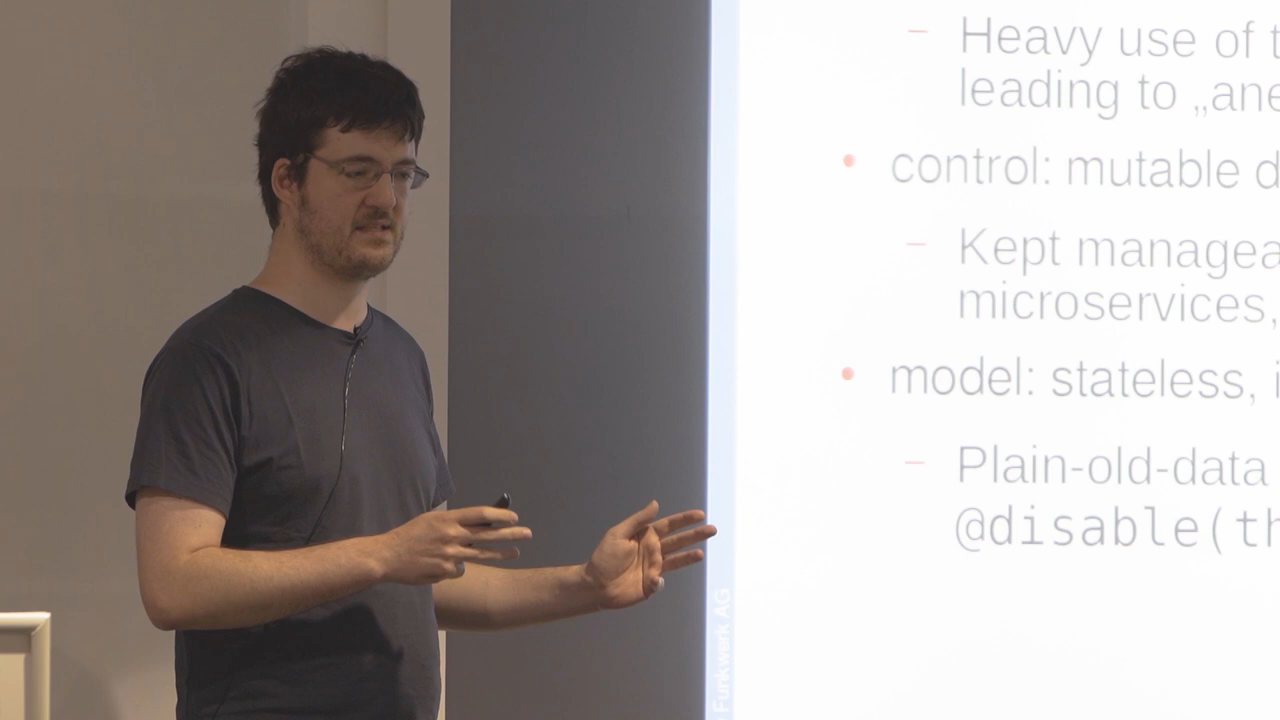 – Heavy use of t
leading to „ane
• control: mutable d
– Kept managea
microservices,
• model: stateless, i
– Plain-old-data
@disable(th
Funkwerk AG